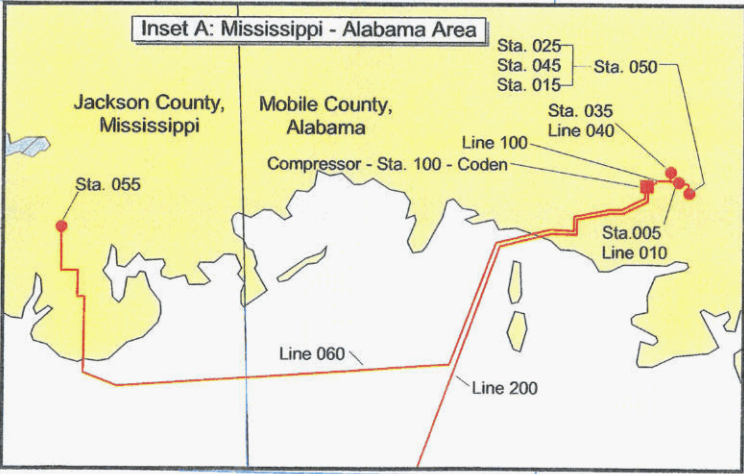 Inset A: Mississippi - Alabama Area
Sta. 025
Sta. 045
Sta. 015
Sta. 050
Jackson County,
Mississippi
Mobile County,
Alabama
Sta. 035
Line 040
Line 100
Compressor - Sta. 100 - Coden
Sta. 055
Sta.005
Line 010
Line 060
Line 200